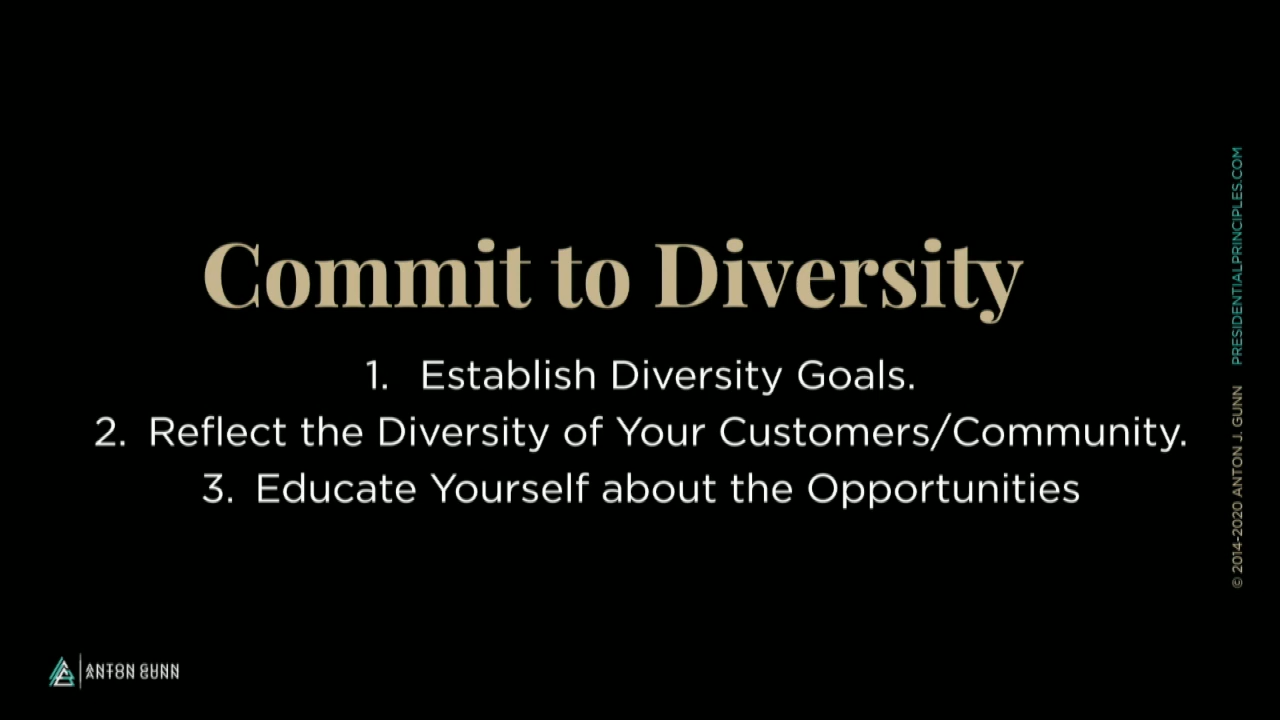 Commit to Diversity
1. Establish Diversity Goals.
2. Reflect the Diversity of Your Customers/Community.
3. Educate Yourself about the Opportunities
© 2014-2020 ANTON J. GUNN PRESIDENTIALPRINCIPLES.COM
ANTON GUNN